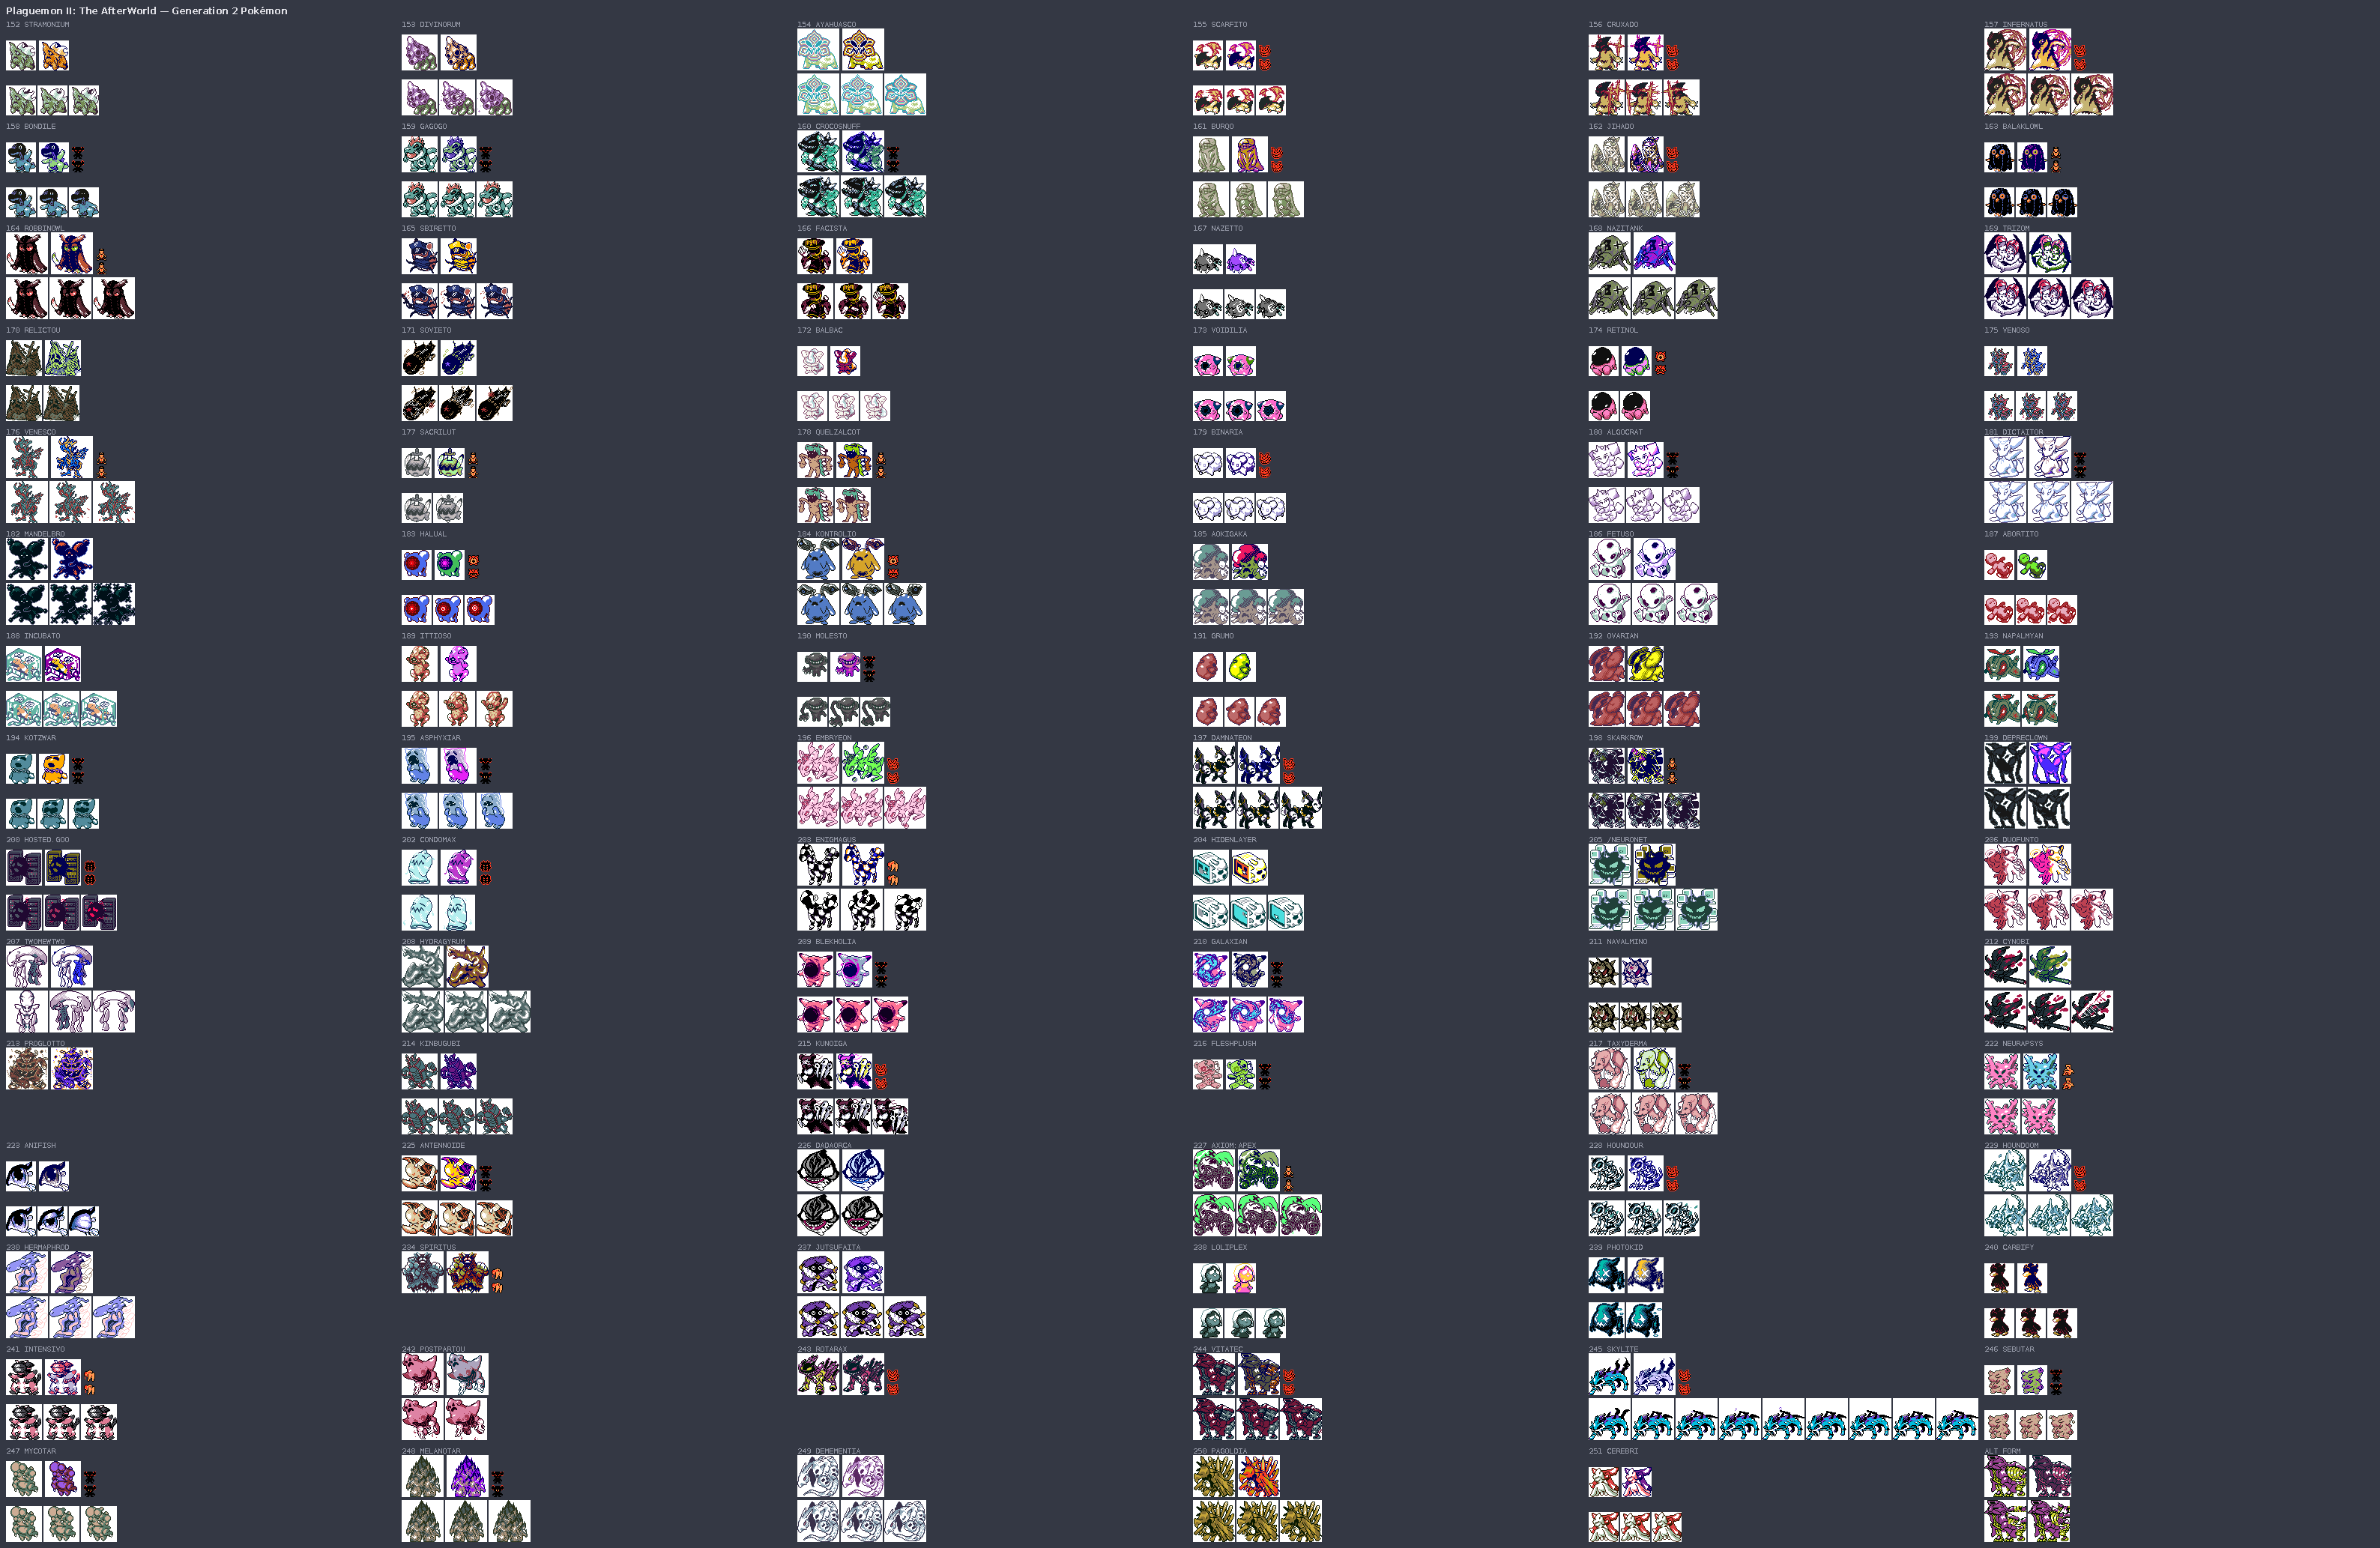 Plaguemon II: The AfterWorld — Generation 2 Pokémon
152 STRAMONIUM 153 DIVINORUM 154 AYAHUASCO 155 SCARFITO 156 CRUXADO 157 INFERNATUS
158 BONDILE 159 GAGOGO 160 CROCOSNUFF 161 BURQO 162 JIHADO 163 BALAKLOWL
164 ROBBINOWL 165 SBIRETTO 166 FACISTA 167 NAZETTO 168 NAZITANK 169 TRIZOM
170 RELICTOU 171 SOVIETO 172 BALBAC 173 VOIDILIA 174 RETINOL 175 VENOSO
176 VENESCO 177 SACRILUT 178 QUELZALCOT 179 BINARIA 180 ALGOCRAT 181 DICTAITOR
182 MANDELBRO 183 HALUAL 184 KONTROLIO 185 AOKIGAKA 186 FETUSO 187 ABORTITO
188 INCUBATO 189 ITTIOSO 190 MOLESTO 191 GRUMO 192 OVARIAN 193 NAPALMYAN
194 KOTZWAR 195 ASPHYXIAR 196 EMBRYEON 197 DAMNATEON 198 SKARKROW 199 DEPRECLOWN
200 HOSTED.GOO 202 CONDOMAX 203 ENIGMAGUS 204 HIDENLAYER 205 /NEURONET 206 DUOFUNTO
207 TWOMEWTWO 208 HYDRAGYRUM 209 BLEKHOLIA 210 GALAXIAN 211 NAVALMINO 212 CYNOBI
213 PROGLOTTO 214 KINBUGUBI 215 KUNOIGA 216 FLESHPLUSH 217 TAXYDERMA 222 NEURAPSYS
223 ANIFISH 225 ANTENNOIDE 226 DADAORCA 227 AXIOM:APEX 228 HOUNDOUR 229 HOUNDOOM
230 HERMAPHROD 234 SPIRITUS 237 JUTSUFAITA 238 LOLIPLEX 239 PHOTOKID 240 CARBIFY
241 INTENSIVO 242 POSTPARTOU 243 ROTARAX 244 VITATEC 245 SKYLITE 246 SEBUTAR
247 MYCOTAR 248 MELANOTAR 249 DEMEMENTIA 250 PAGOLDIA 251 CEREBRI ALT FORM